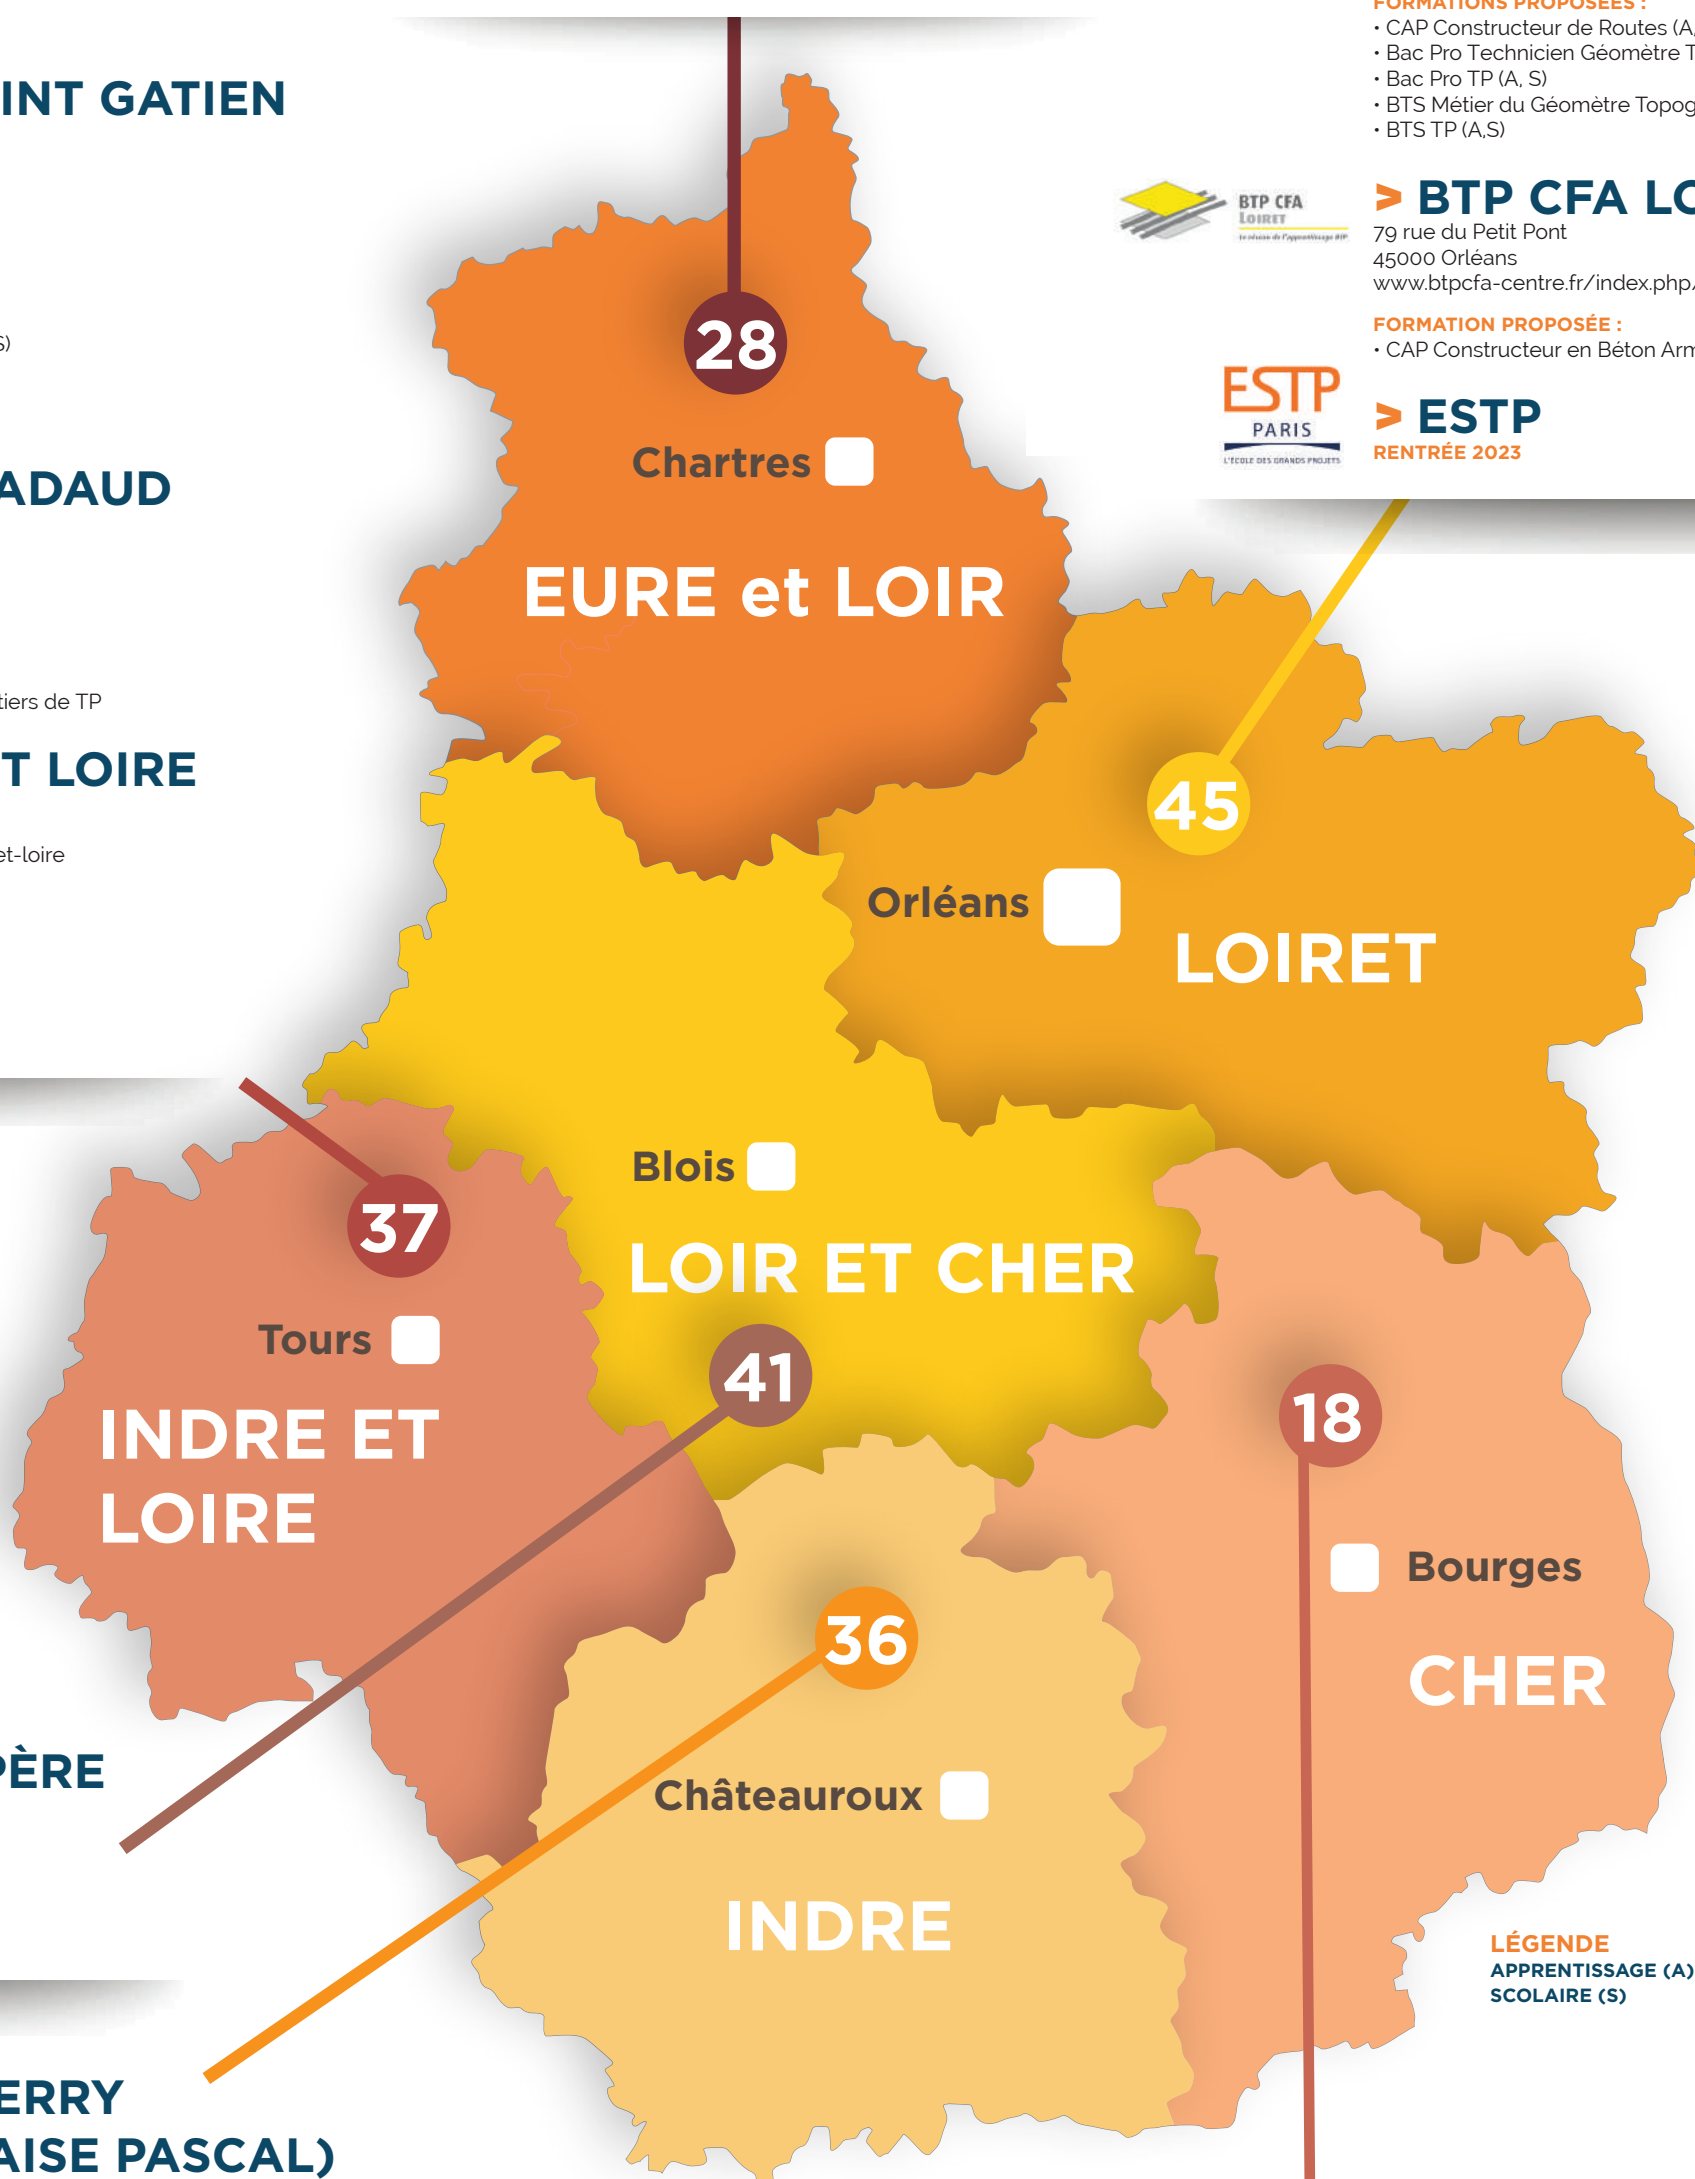 INT GATIEN
S)
ADAUD
tiers de TP
T LOIRE
et-loire
PÈRE
ERRY
AISE PASCAL)
FORMATIONS PROPOSÉES :
• CAP Constructeur de Routes (A,
• Bac Pro Technicien Géomètre T
• Bac Pro TP (A, S)
• BTS Métier du Géomètre Topog
• BTS TP (A,S)
BTP CFA
LOIRET
Le réseau de l'apprentissage BTP
> BTP CFA LO
79 rue du Petit Pont
45000 Orléans
www.btpcfa-centre.fr/index.php/
FORMATION PROPOSÉE :
• CAP Constructeur en Béton Arm
ESTP
PARIS
L'ÉCOLE DES GRANDS PROJETS
> ESTP
RENTRÉE 2023
28
Chartres
EURE et LOIR
45
Orléans
LOIRET
Blois
LOIR ET CHER
41
37
Tours
INDRE ET
LOIRE
18
Bourges
CHER
36
Châteauroux
INDRE
LÉGENDE
APPRENTISSAGE (A)
SCOLAIRE (S)